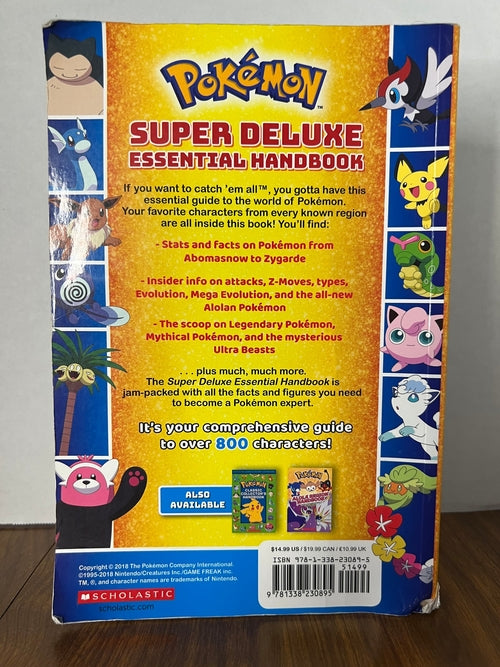 POKéMON™
SUPER DELUXE
ESSENTIAL HANDBOOK
If you want to catch 'em all™, you gotta have this
essential guide to the world of Pokémon.
Your favorite characters from every known region
are all inside this book! You'll find:
• Stats and facts on Pokémon from
Abomasnow to Zygarde
• Insider info on attacks, Z-Moves, types,
Evolution, Mega Evolution, and the all-new
Alolan Pokémon
• The scoop on Legendary Pokémon,
Mythical Pokémon, and the mysterious
Ultra Beasts
. . . plus much, much more.
The Super Deluxe Essential Handbook is
jam-packed with all the facts and figures you need
to become a Pokémon expert.
It's your comprehensive guide
to over 800 characters!
ALSO
AVAILABLE
POKéMON
CLASSIC
COLLECTOR'S
HANDBOOK
POKéMON
ALOLA REGION
HANDBOOK
$14.99 US / $19.99 CAN / £10.99 UK
ISBN 978-1-338-23089-5
51499
9 781338 230895
Copyright © 2018 The Pokémon Company International.
©1995-2018 Nintendo/Creatures Inc./GAME FREAK inc.
TM, ®, and character names are trademarks of Nintendo.
SCHOLASTIC
scholastic.com